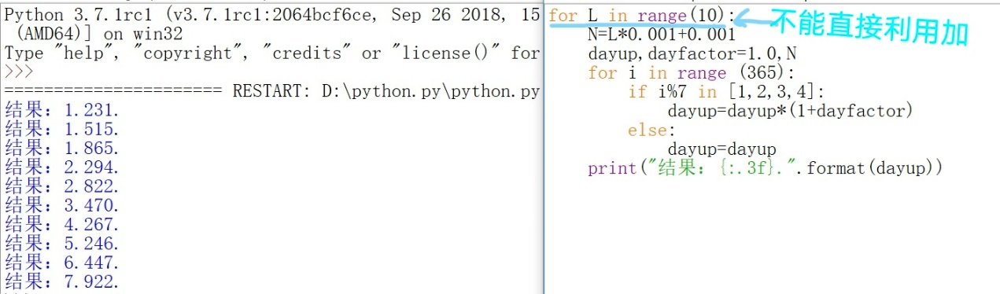 Python 3.7.1rc1 (v3.7.1rc1:2064bcf6ce, Sep 26 2018, 15
(AMD64)] on win32
Type "help", "copyright", "credits" or "license()" for
>>>
====================== RESTART: D:\python.py\python.py
结果：1.231.
结果：1.515.
结果：1.865.
结果：2.294.
结果：2.822.
结果：3.470.
结果：4.267.
结果：5.246.
结果：6.447.
结果：7.922.
for L in range(10):
不能直接利用加
N=L*0.001+0.001
dayup,dayfactor=1.0,N
for i in range (365):
if i%7 in [1,2,3,4]:
dayup=dayup*(1+dayfactor)
else:
dayup=dayup
print("结果：{:.3f}.".format(dayup))